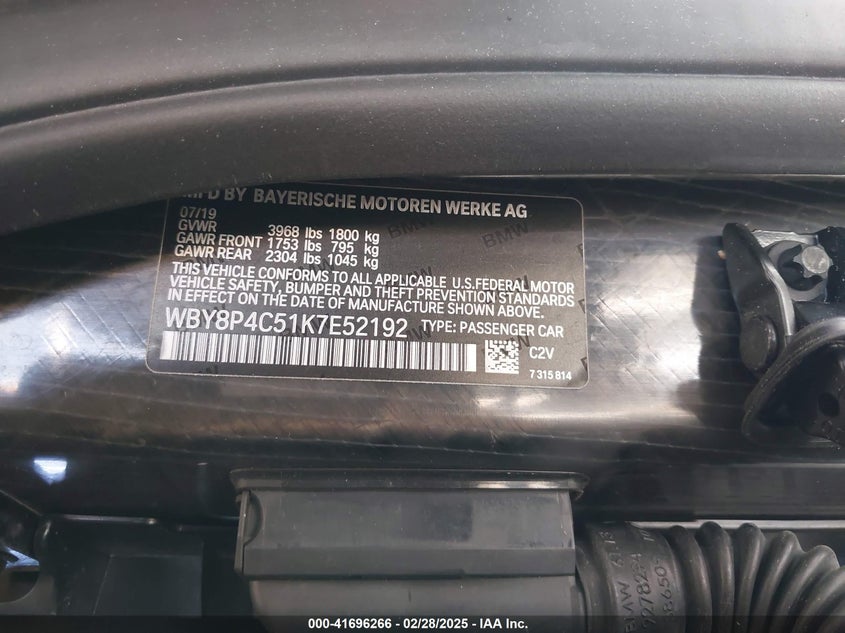 MFD BY BAYERISCHE MOTOREN WERKE AG
07/19
GVWR 3968 lbs 1800 kg
GAWR FRONT 1753 lbs 795 kg
GAWR REAR 2304 lbs 1045 kg
THIS VEHICLE CONFORMS TO ALL APPLICABLE U.S.FEDERAL MOTOR
VEHICLE SAFETY, BUMPER AND THEFT PREVENTION STANDARDS
IN EFFECT ON THE DATE OF MANUFACTURE SHOWN ABOVE.
WBY8P4C51K7E52192 TYPE: PASSENGER CAR
C2V
7 315 814
BMW
000-41696266 - 02/28/2025 - IAA Inc.